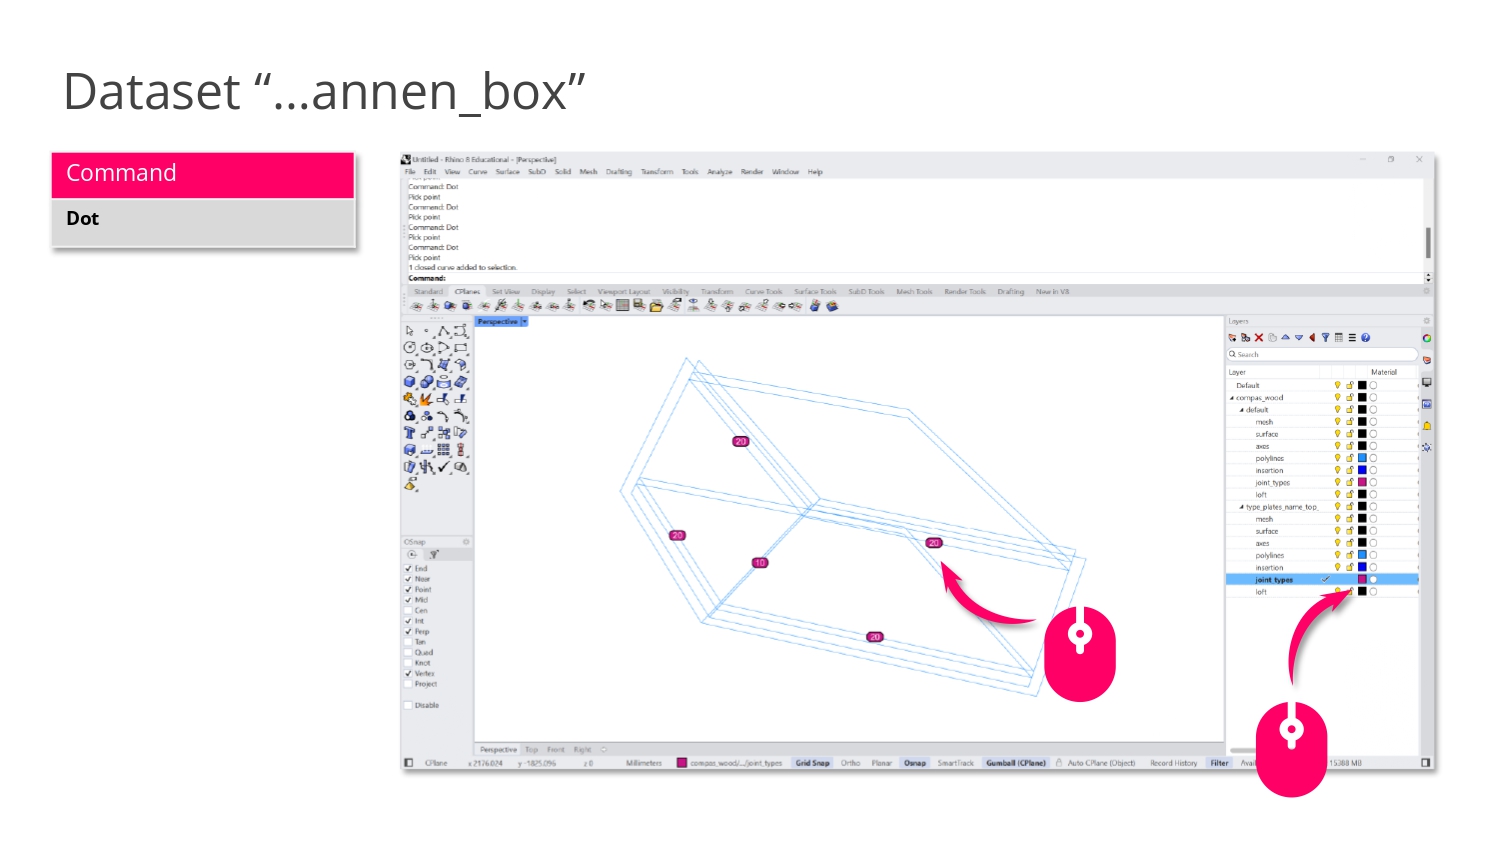 Dataset “...annen_box”
Command
Dot
Untitled - Rhino 8 Educational - [Perspective]
File Edit View Curve Surface SubD Solid Mesh Drafting Transform Tools Analyze Render Window Help
Command: Dot
Pick point
Command: Dot
Pick point
Command: Dot
Pick point
Command: Dot
Pick point
1 closed curve added to selection.
Command:
Standard CPlanes Set View Display Select Viewport Layout Visibility Transform Curve Tools Surface Tools SubD Tools Mesh Tools Render Tools Drafting New in V8
Perspective
20
20
10
20
20
OSnap
End
Near
Point
Mid
Cen
Int
Perp
Tan
Quad
Knot
Vertex
Project
Disable
Layers
Search
Layer Material
Default
compas_wood
default
mesh
surface
axes
polylines
insertion
joint_types
loft
type_plates_name_top_
mesh
surface
axes
polylines
insertion
joint_types
loft
Perspective Top Front Right
CPlane x 2176.024 y -1825.096 z 0 Millimeters compas_wood/.../joint_types Grid Snap Ortho Planar Osnap SmartTrack Gumball (CPlane) Auto CPlane (Object) Record History Filter 15388 MB